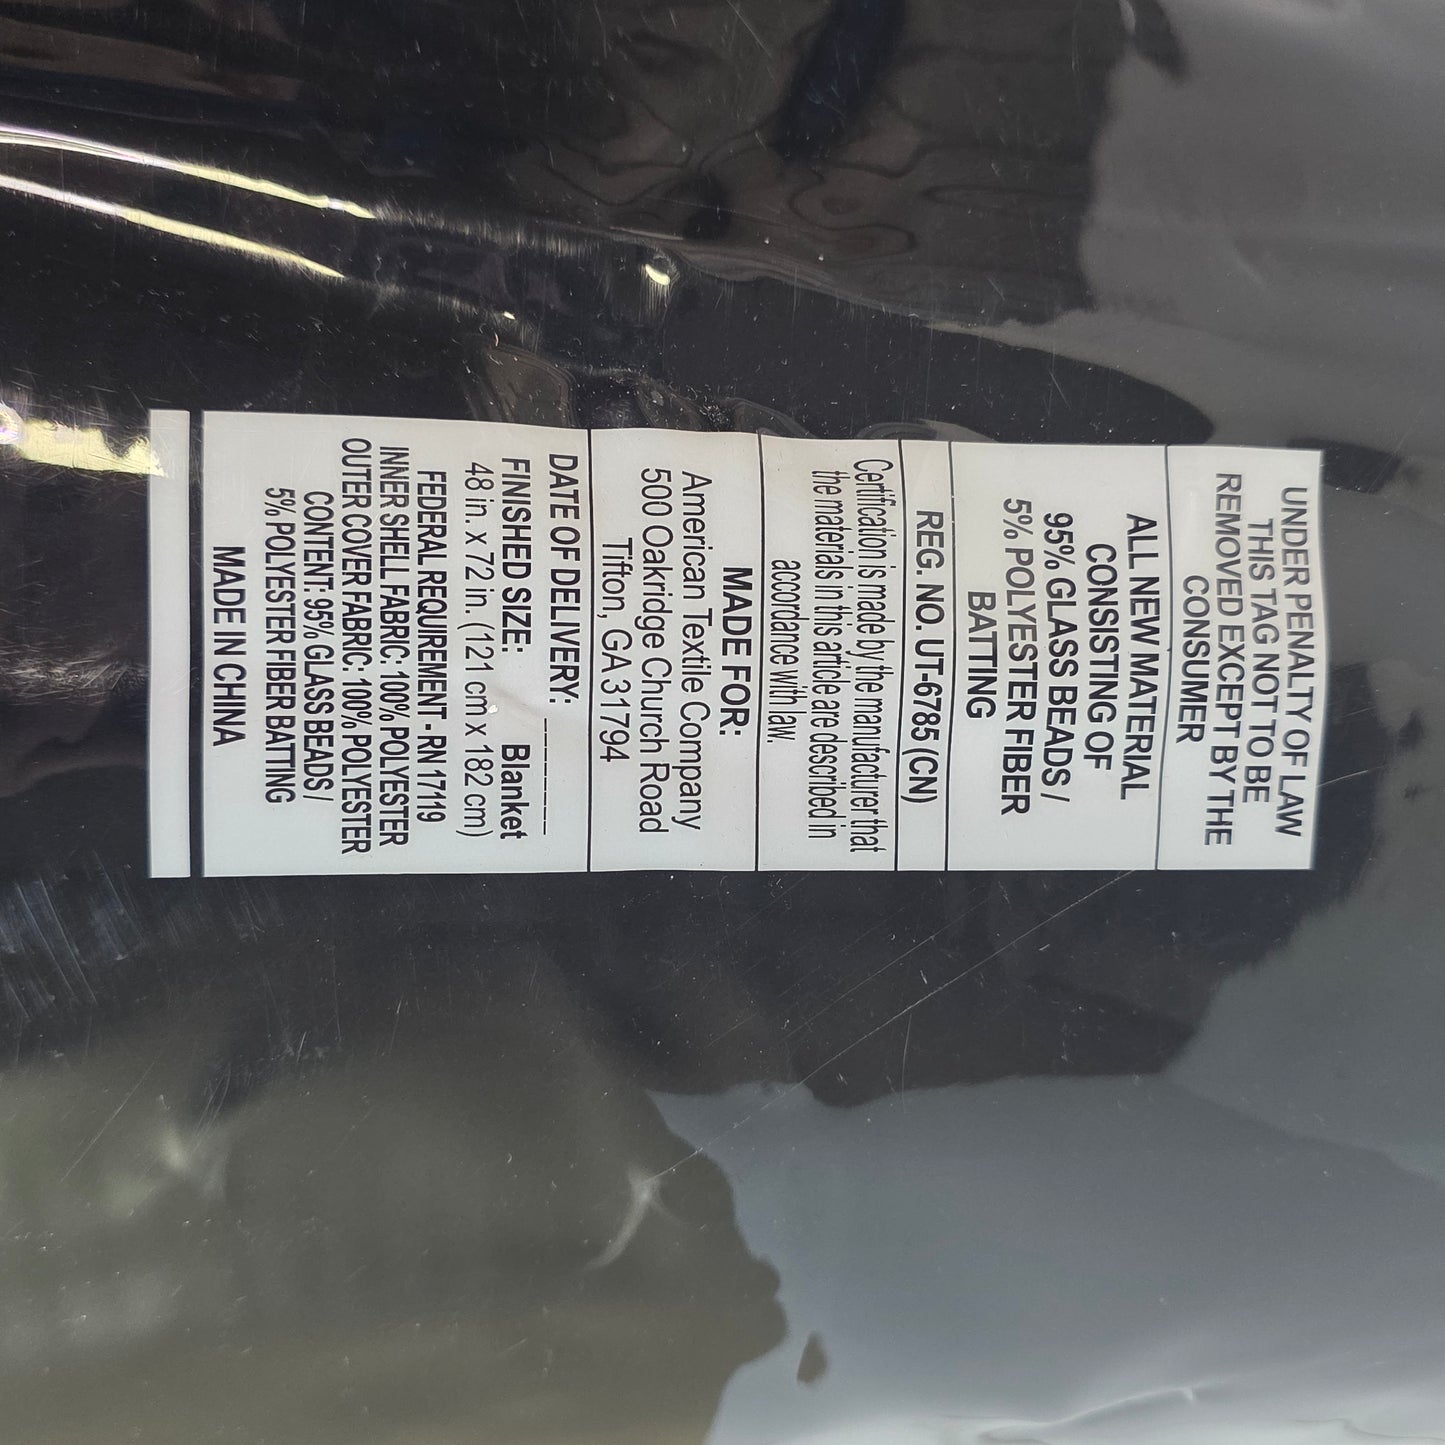 UNDER PENALTY OF LAW
THIS TAG NOT TO BE
REMOVED EXCEPT BY THE
CONSUMER
ALL NEW MATERIAL
CONSISTING OF
95% GLASS BEADS /
5% POLYESTER FIBER
BATTING
REG. NO. UT-6785 (CN)
Certification is made by the manufacturer that
the materials in this article are described in
accordance with law.
MADE FOR:
American Textile Company
500 Oakridge Church Road
Tifton, GA 31794
DATE OF DELIVERY: _______
FINISHED SIZE: Blanket
48 in. x 72 in. (121 cm x 182 cm)
FEDERAL REQUIREMENT - RN 17119
INNER SHELL FABRIC: 100% POLYESTER
OUTER COVER FABRIC: 100% POLYESTER
CONTENT: 95% GLASS BEADS /
5% POLYESTER FIBER BATTING
MADE IN CHINA